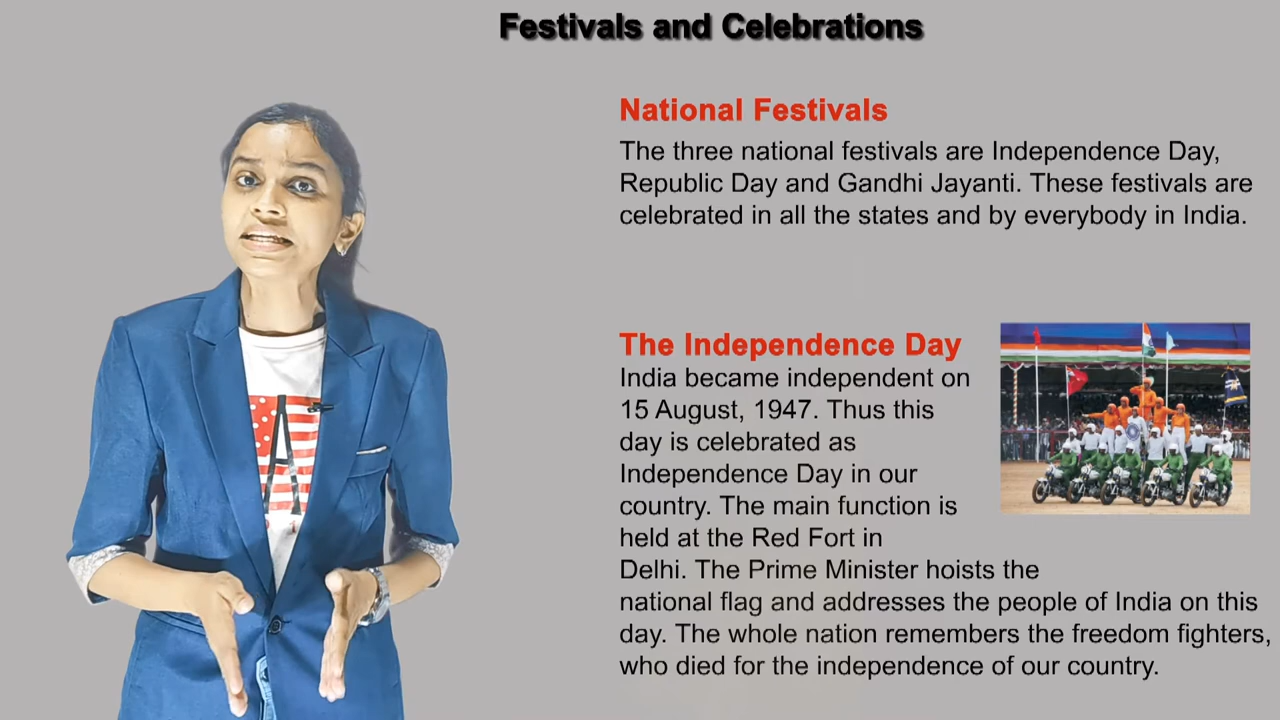 Festivals and Celebrations
National Festivals
The three national festivals are Independence Day,
Republic Day and Gandhi Jayanti. These festivals are
celebrated in all the states and by everybody in India.
The Independence Day
India became independent on
15 August, 1947. Thus this
day is celebrated as
Independence Day in our
country. The main function is
held at the Red Fort in
Delhi. The Prime Minister hoists the
national flag and addresses the people of India on this
day. The whole nation remembers the freedom fighters,
who died for the independence of our country.
A